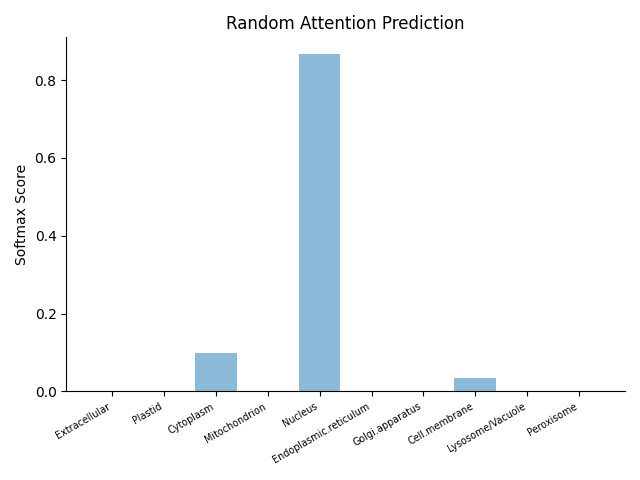 Random Attention Prediction
Softmax Score
0.8
0.6
0.4
0.2
0.0
Extracellular
Plastid
Cytoplasm
Mitochondrion
Nucleus
Endoplasmic.reticulum
Golgi.apparatus
Cell.membrane
Lysosome/Vacuole
Peroxisome